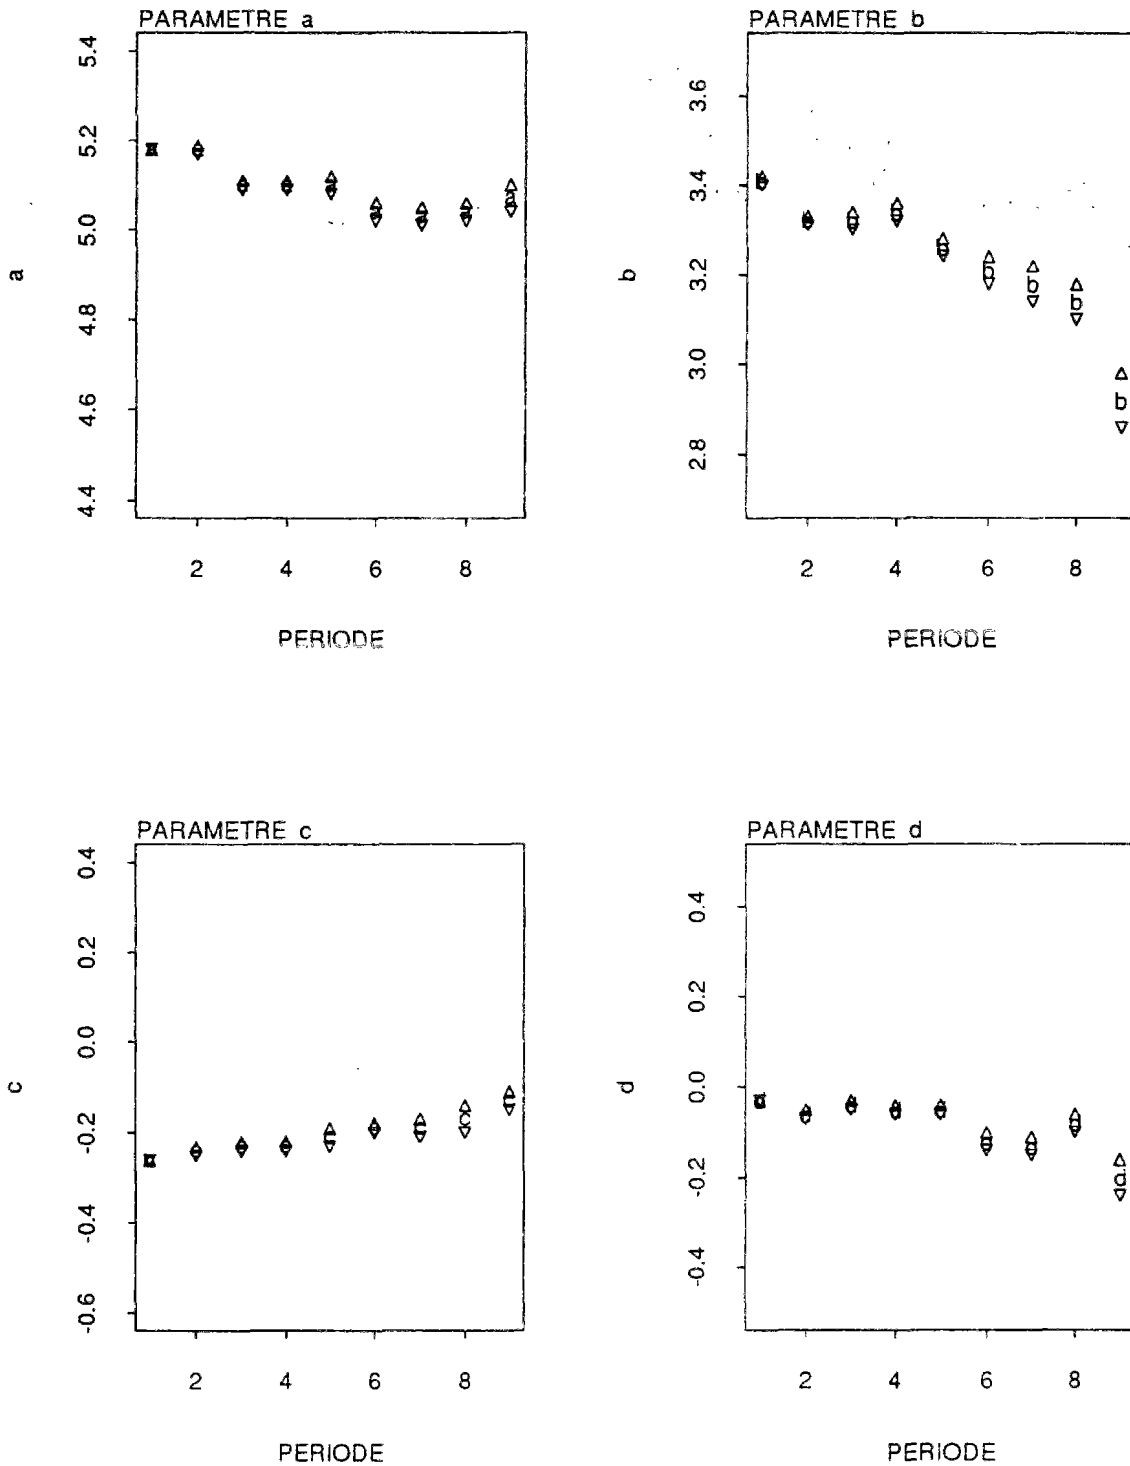 PARAMETRE a
5.4
5.2
5.0
4.8
4.6
4.4
a
2 4 6 8
PERIODE
PARAMETRE b
3.6
3.4
3.2
3.0
2.8
b
b
b
b
b
2 4 6 8
PERIODE
PARAMETRE c
0.4
0.2
0.0
-0.2
-0.4
-0.6
c
c
2 4 6 8
PERIODE
PARAMETRE d
0.4
0.2
0.0
-0.2
-0.4
d
d
2 4 6 8
PERIODE